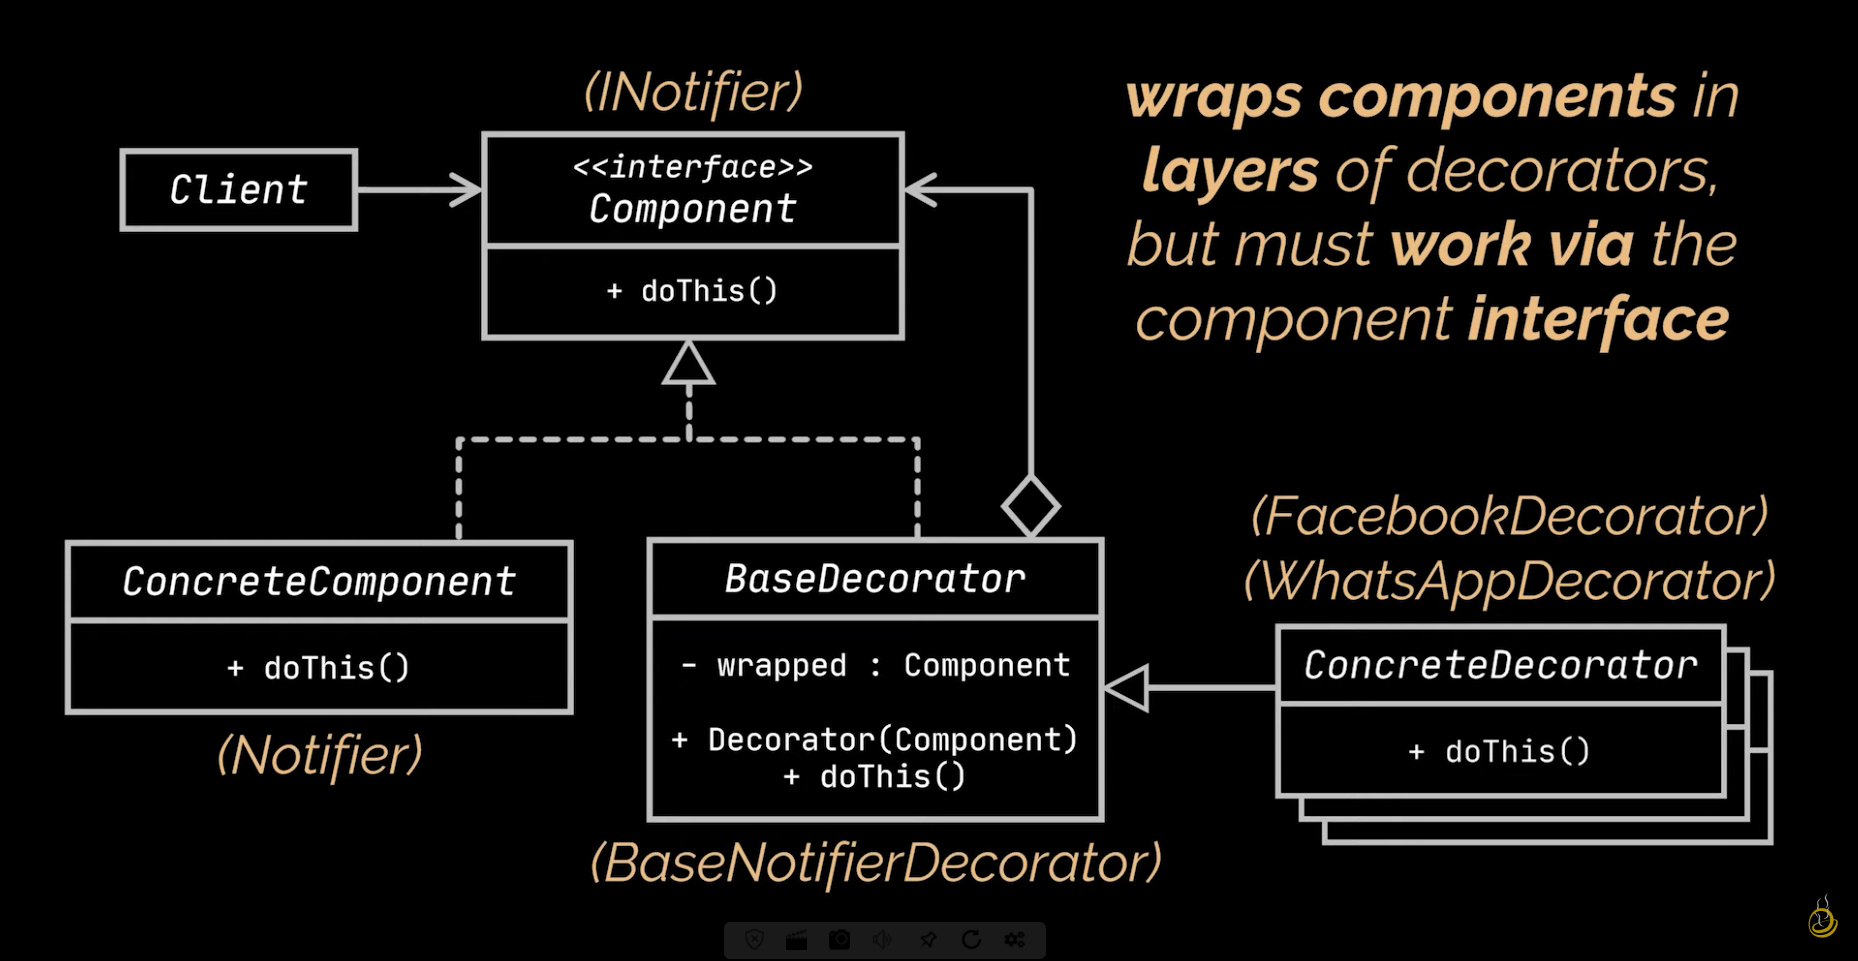 (INotifier)
<<interface>>
Component
+ doThis()
Client
wraps components in
layers of decorators,
but must work via the
component interface
ConcreteComponent
+ doThis()
(Notifier)
BaseDecorator
- wrapped : Component
+ Decorator(Component)
+ doThis()
(BaseNotifierDecorator)
(FacebookDecorator)
(WhatsAppDecorator)
ConcreteDecorator
+ doThis()